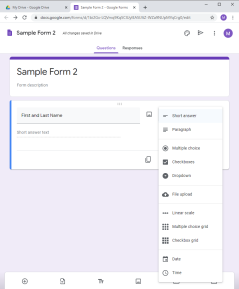 My Drive - Google Drive
Sample Form 2 - Google Forms
Sample Form 2
All changes saved in Drive
M
Questions
Responses
Sample Form 2
Form description
First and Last Name
Short answer text
Short answer
Paragraph
Multiple choice
Checkboxes
Dropdown
File upload
Linear scale
Multiple choice grid
Checkbox grid
Date
Time
Tт